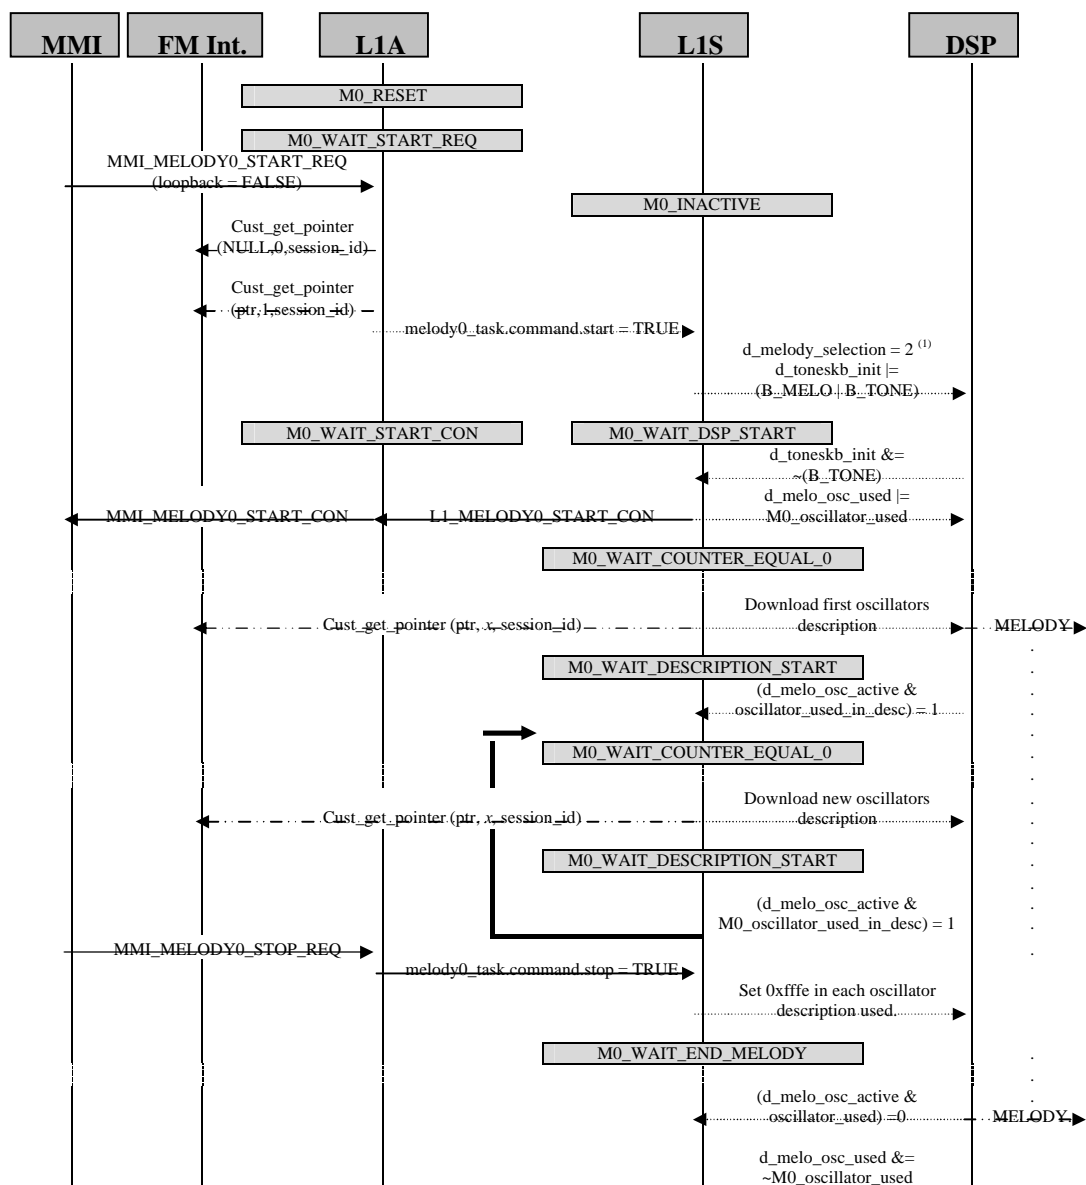 MMI FM Int. L1A L1S DSP
M0_RESET
M0_WAIT_START_REQ
MMI_MELODY0_START_REQ
(loopback = FALSE)
M0_INACTIVE
Cust_get_pointer
(NULL,0,session_id)
Cust_get_pointer
(ptr,1,session_id)
melody0_task.command.start = TRUE
d_melody_selection = 2 (1)
d_toneskb_init |=
(B_MELO | B_TONE)
M0_WAIT_START_CON M0_WAIT_DSP_START
d_toneskb_init &=
~(B_TONE)
d_melo_osc_used |=
MMI_MELODY0_START_CON L1_MELODY0_START_CON M0_oscillator_used
M0_WAIT_COUNTER_EQUAL_0
Download first oscillators
Cust_get_pointer (ptr, x, session_id) description MELODY
M0_WAIT_DESCRIPTION_START
(d_melo_osc_active &
oscillator_used_in_desc) = 1
M0_WAIT_COUNTER_EQUAL_0
Download new oscillators
Cust_get_pointer (ptr, x, session_id) description
M0_WAIT_DESCRIPTION_START
(d_melo_osc_active &
M0_oscillator_used_in_desc) = 1
MMI_MELODY0_STOP_REQ
melody0_task.command.stop = TRUE
Set 0xfffe in each oscillator
description used.
M0_WAIT_END_MELODY
(d_melo_osc_active &
oscillator_used) =0 MELODY
d_melo_osc_used &=
~M0_oscillator_used